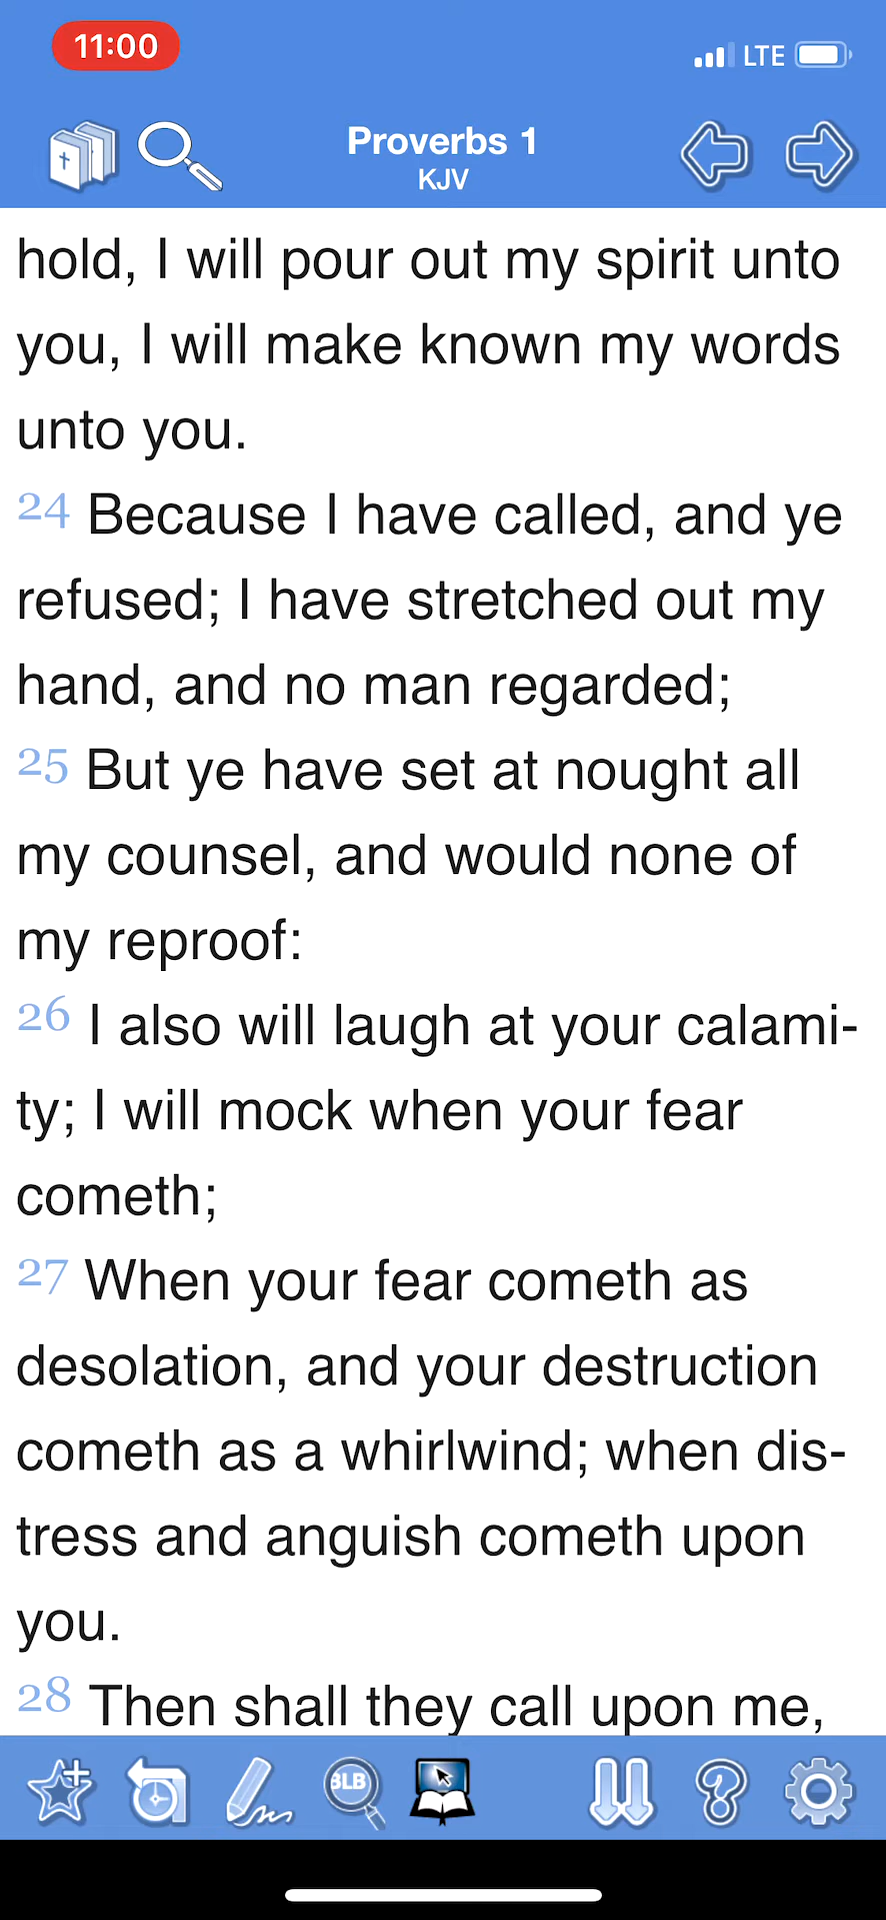 11:00
LTE
Proverbs 1
KJV
hold, I will pour out my spirit unto
you, I will make known my words
unto you.
24 Because I have called, and ye
refused; I have stretched out my
hand, and no man regarded;
25 But ye have set at nought all
my counsel, and would none of
my reproof:
26 I also will laugh at your calami-
ty; I will mock when your fear
cometh;
27 When your fear cometh as
desolation, and your destruction
cometh as a whirlwind; when dis-
tress and anguish cometh upon
you.
28 Then shall they call upon me,
BLB